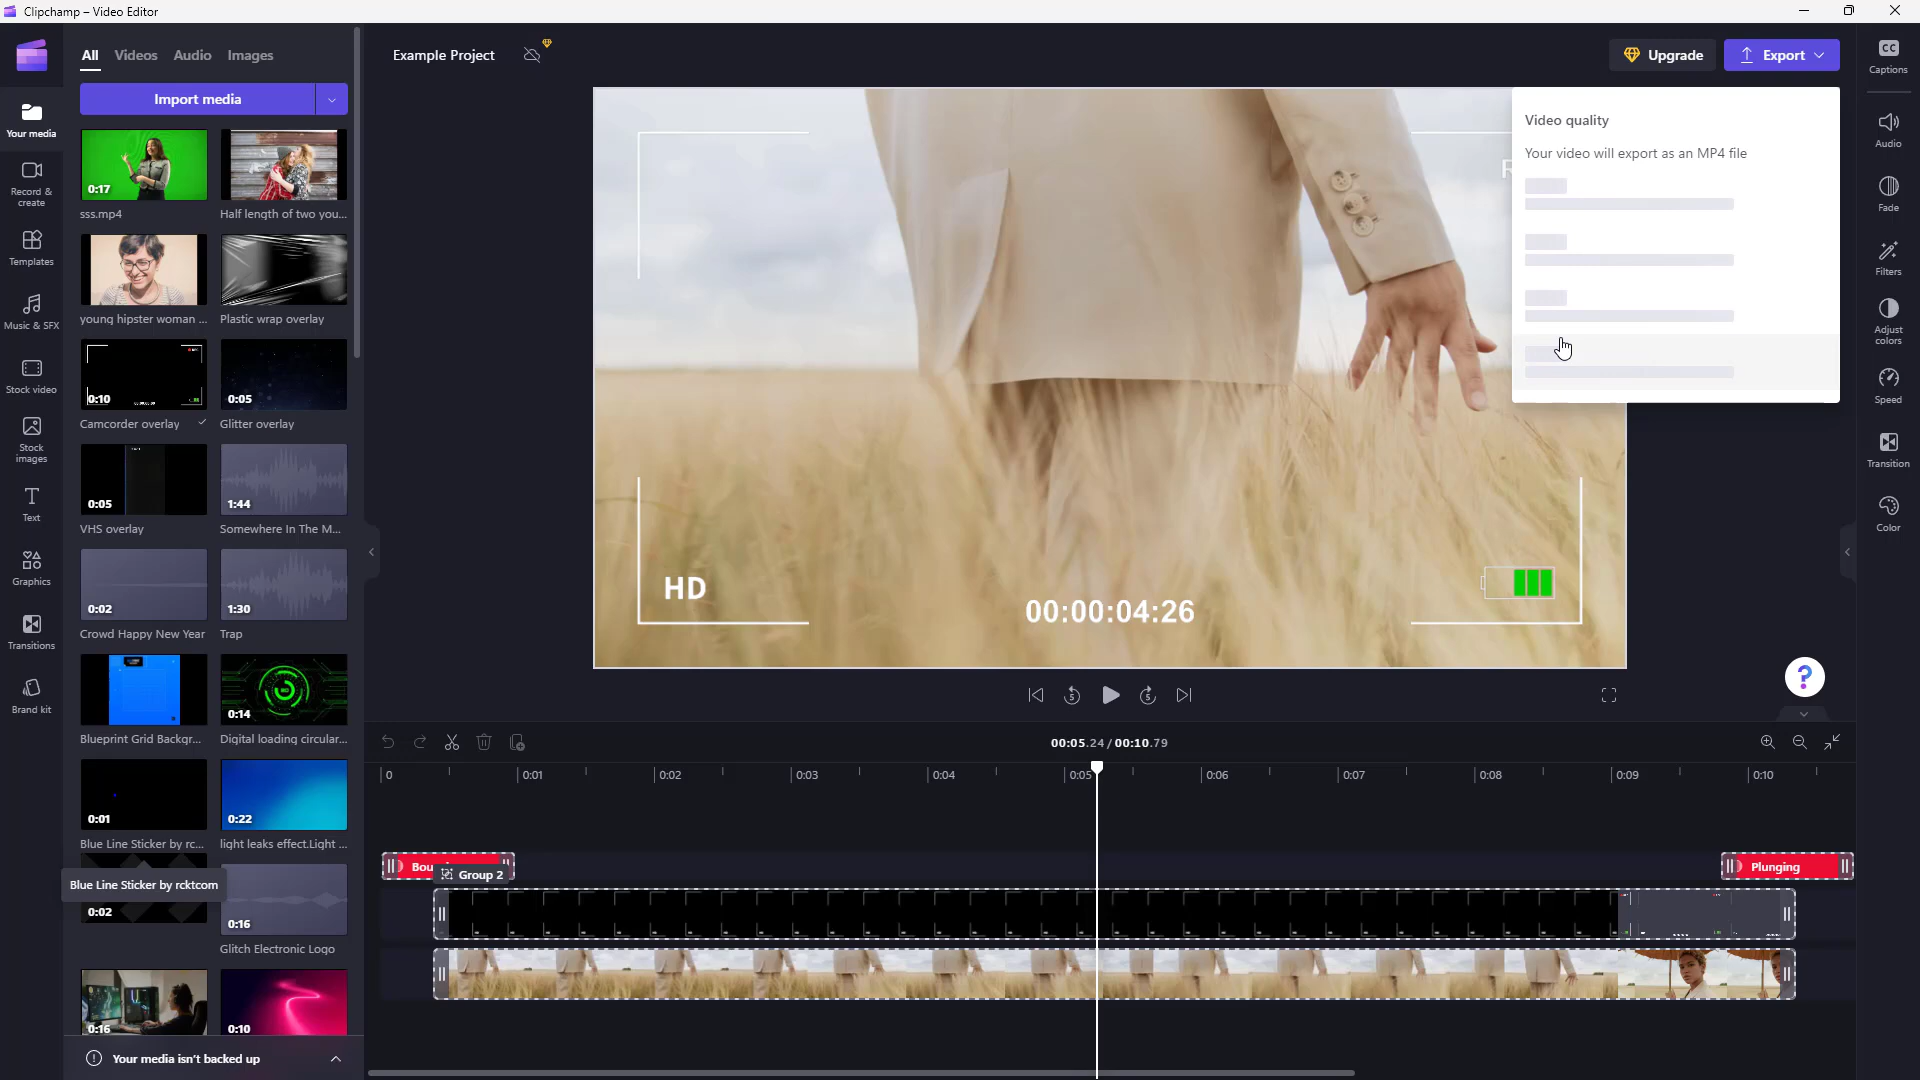 Clipchamp – Video Editor
All Videos Audio Images
Import media
Example Project
Upgrade
Export
Captions
Your media
Record & create
Templates
Music & SFX
Stock video
Stock images
Text
Graphics
Transitions
Brand kit
0:17
sss.mp4
Half length of two you...
young hipster woman ...
Plastic wrap overlay
0:10
Camcorder overlay
0:05
Glitter overlay
0:05
VHS overlay
1:44
Somewhere In The M...
0:02
Crowd Happy New Year
1:30
Trap
Blueprint Grid Backgr...
0:14
Digital loading circular...
0:01
Blue Line Sticker by rc...
0:22
light leaks effect.Light ...
Blue Line Sticker by rcktcom
0:02
0:16
Glitch Electronic Logo
0:16
0:10
Your media isn't backed up
Video quality
Your video will export as an MP4 file
R
HD
00:00:04:26
Audio
Fade
Filters
Adjust colors
Speed
Transition
Color
?
00:05.24 / 00:10.79
0 0:01 0:02 0:03 0:04 0:05 0:06 0:07 0:08 0:09 0:10
Bou
Group 2
Plunging